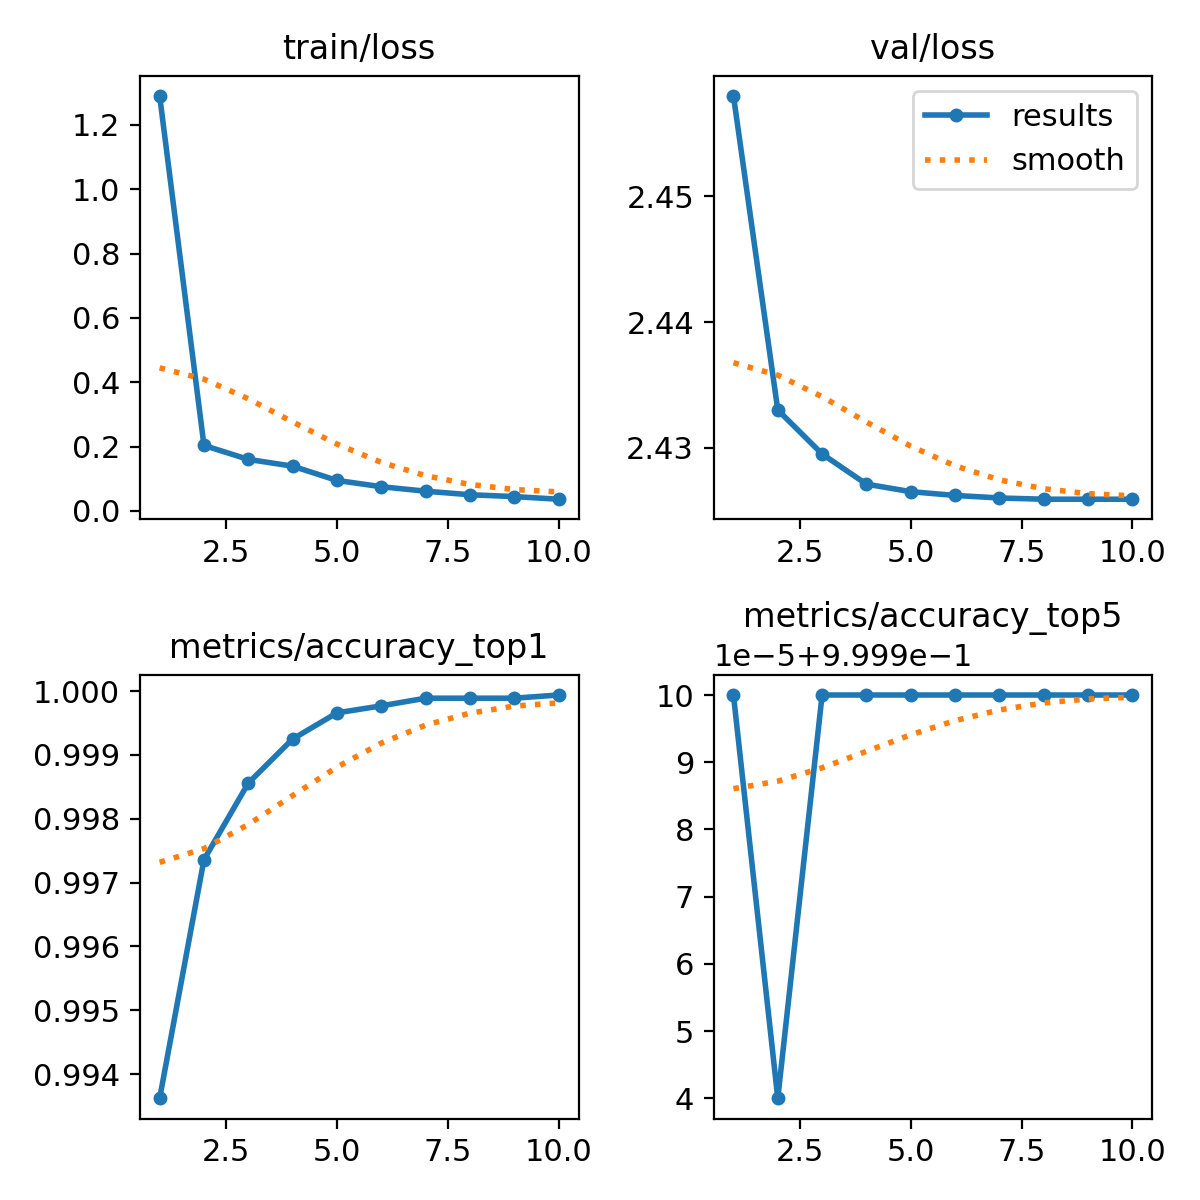 train/loss
1.2
1.0
0.8
0.6
0.4
0.2
0.0
2.5 5.0 7.5 10.0
val/loss
results
smooth
2.45
2.44
2.43
2.5 5.0 7.5 10.0
metrics/accuracy_top1
1.000
0.999
0.998
0.997
0.996
0.995
0.994
2.5 5.0 7.5 10.0
metrics/accuracy_top5
1e−5+9.999e−1
10
9
8
7
6
5
4
2.5 5.0 7.5 10.0